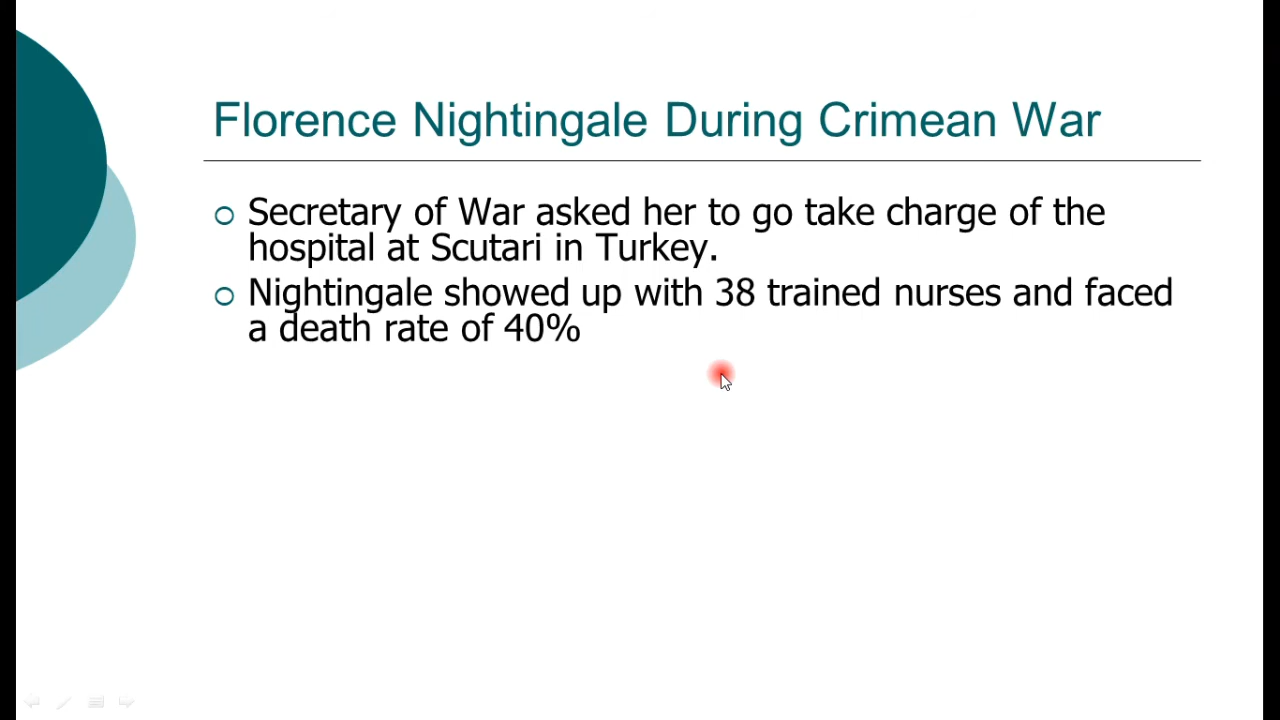 Florence Nightingale During Crimean War
Secretary of War asked her to go take charge of the
hospital at Scutari in Turkey.
Nightingale showed up with 38 trained nurses and faced
a death rate of 40%